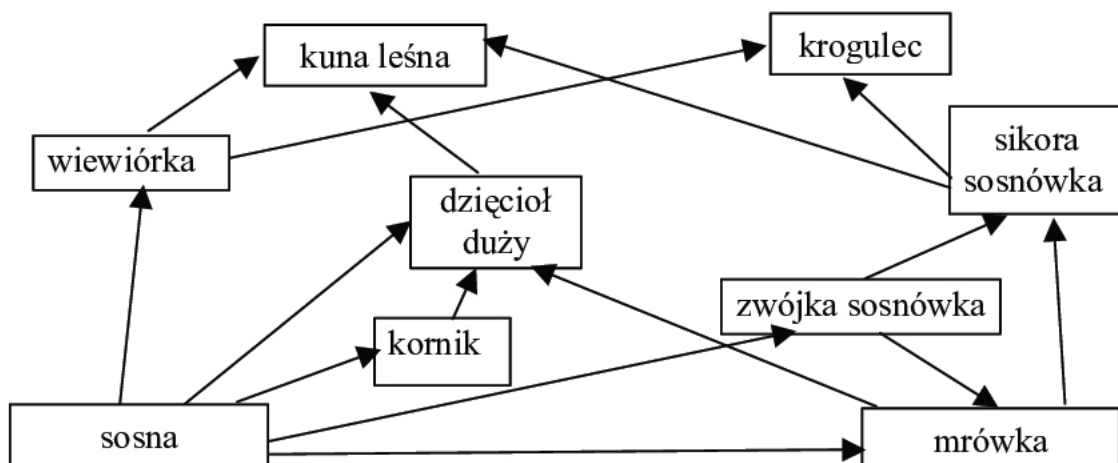 kuna leśna
krogulec
wiewiórka
sikora
sosnówka
dzięcioł
duży
zwójka sosnówka
kornik
sosna
mrówka